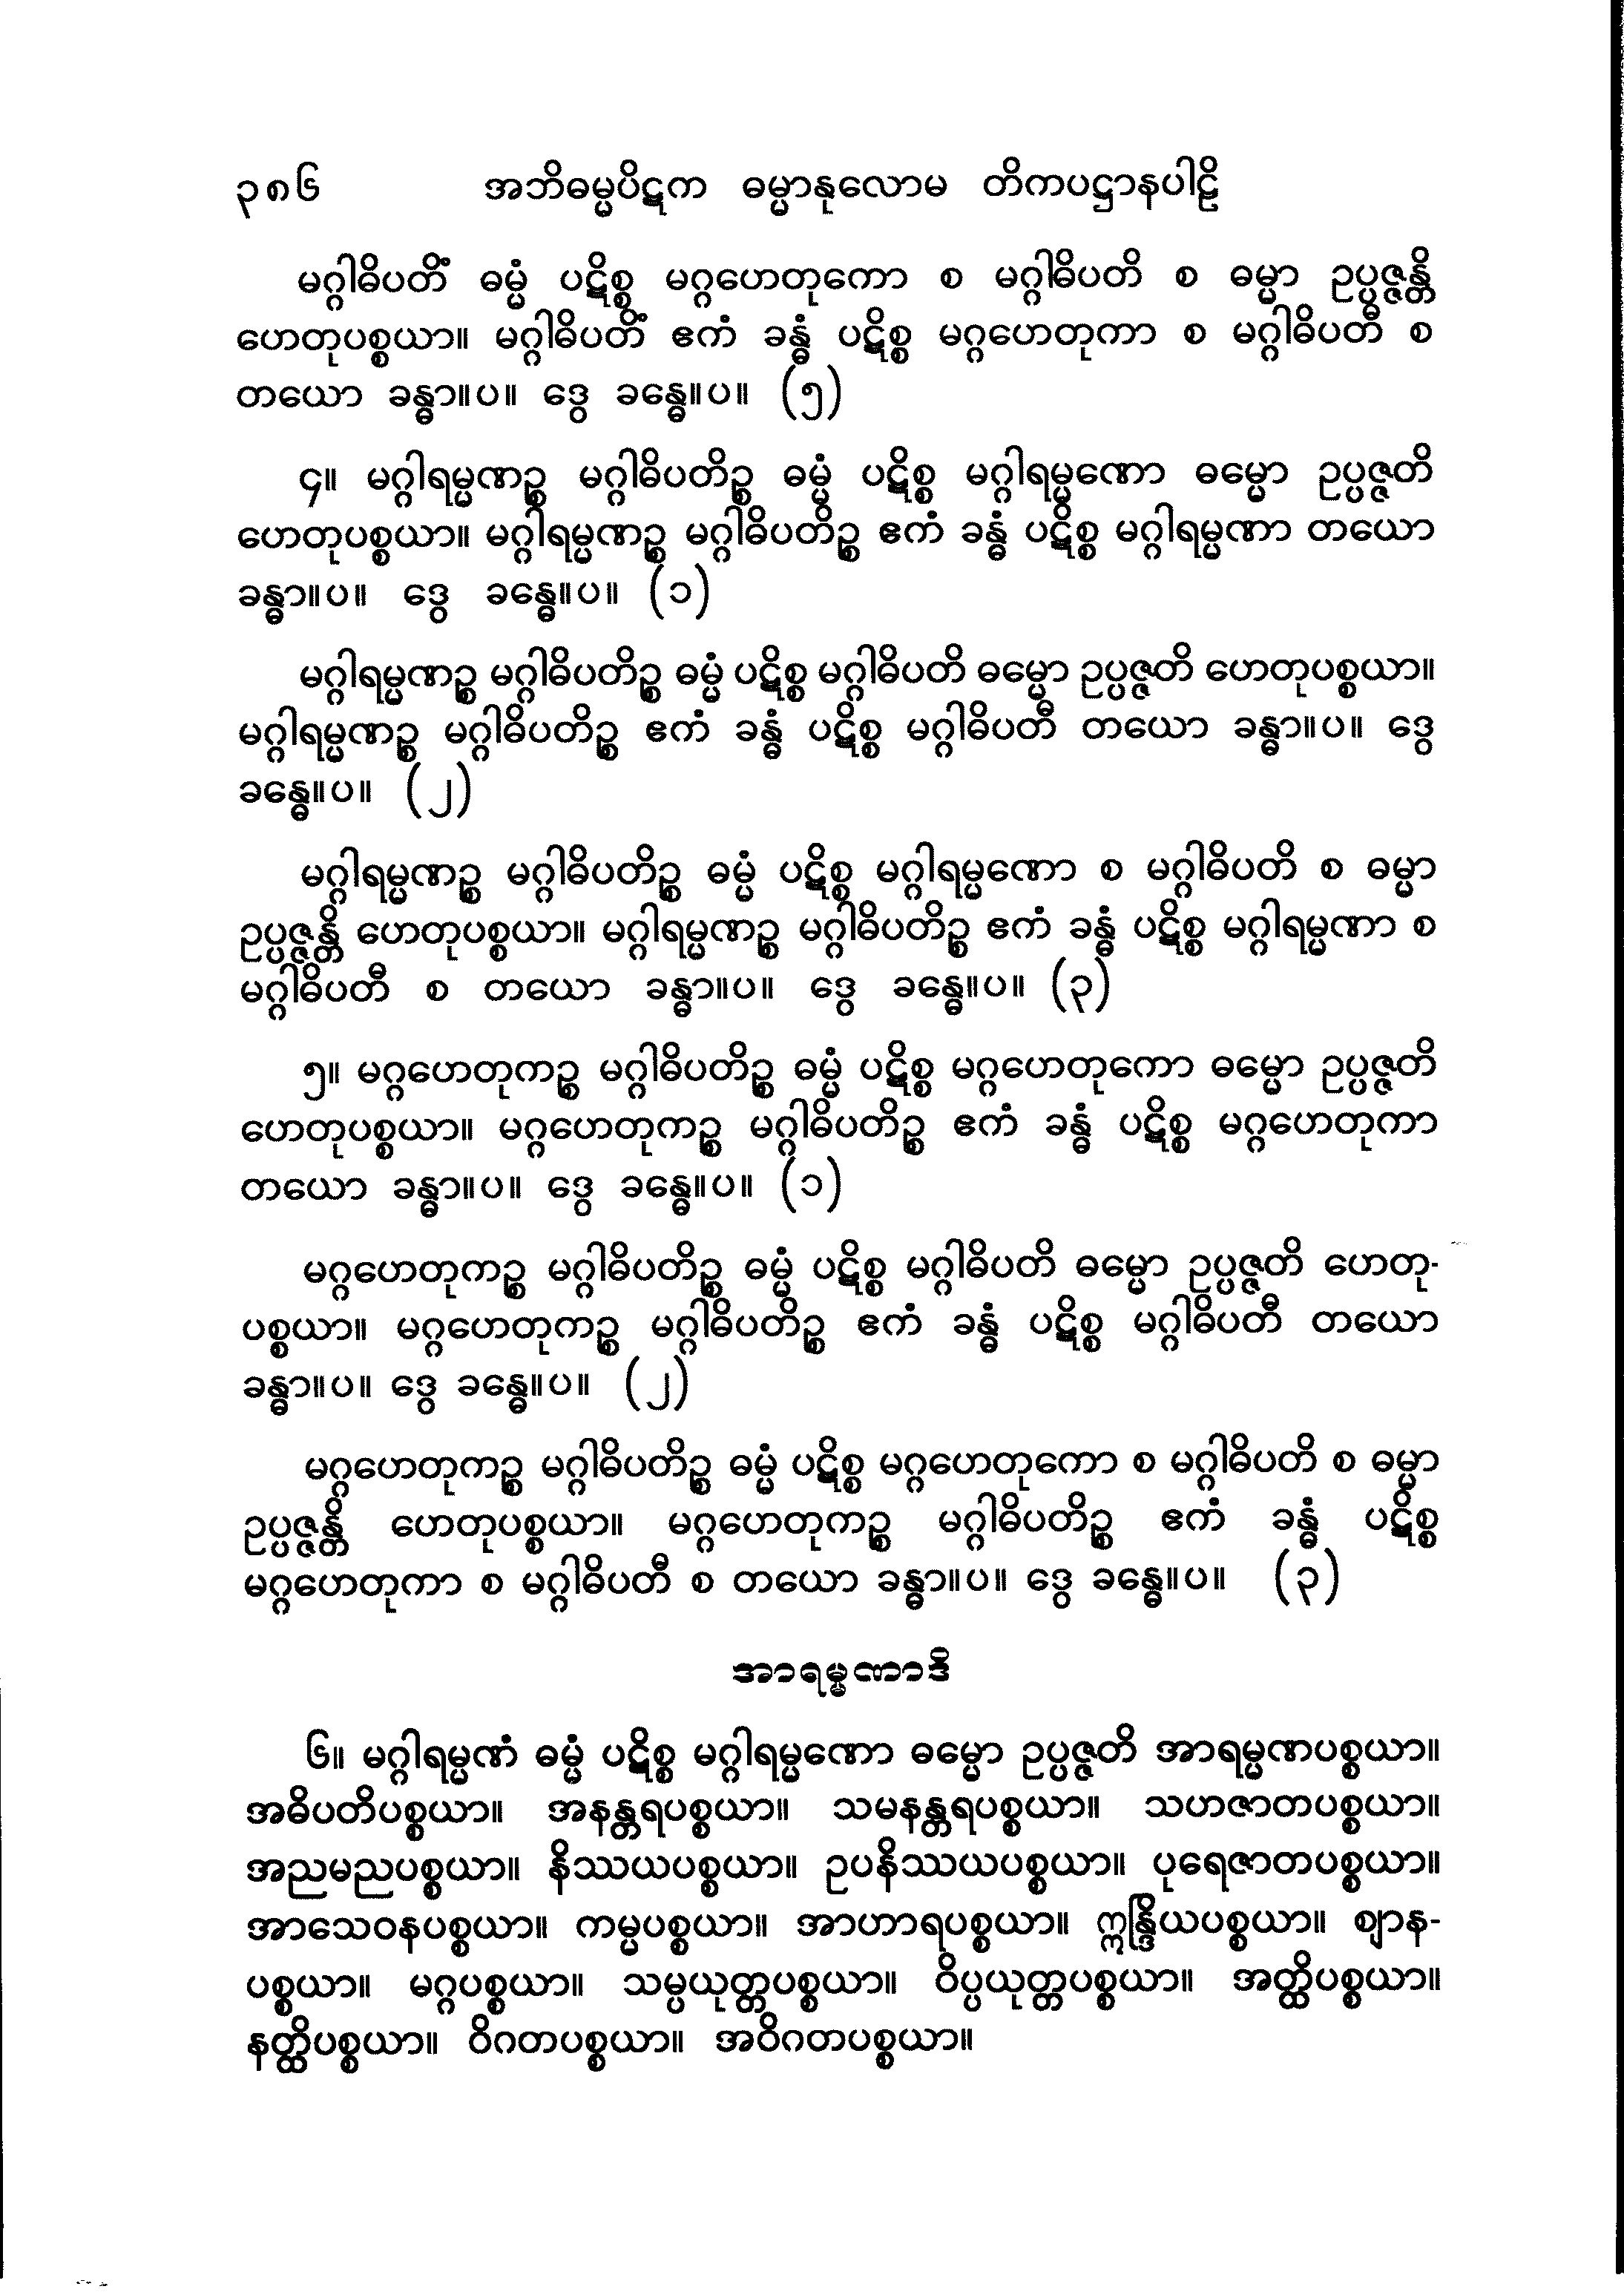 ၃၈၆ အဘိဓမ္မပိဋက ဓမ္မာနုလောမ တိကပဋ္ဌာနပါဠိ
မဂ္ဂါဓိပတိံ ဓမ္မံ ပဋိစ္စ မဂ္ဂဟေတုကော စ မဂ္ဂါဓိပတိ စ ဓမ္မာ ဥပ္ပဇ္ဇန္တိ
ဟေတုပစ္စယာ။ မဂ္ဂါဓိပတိံ ဧကံ ခန္ဓံ ပဋိစ္စ မဂ္ဂဟေတုကာ စ မဂ္ဂါဓိပတီ စ
တယော ခန္ဓာ။ပ။ ဒွေ ခန္ဓေ။ပ။ (၅)
၄။ မဂ္ဂါရမ္မဏဉ္စ မဂ္ဂါဓိပတိဉ္စ ဓမ္မံ ပဋိစ္စ မဂ္ဂါရမ္မဏော ဓမ္မော ဥပ္ပဇ္ဇတိ
ဟေတုပစ္စယာ။ မဂ္ဂါရမ္မဏဉ္စ မဂ္ဂါဓိပတိဉ္စ ဧကံ ခန္ဓံ ပဋိစ္စ မဂ္ဂါရမ္မဏာ တယော
ခန္ဓာ။ပ။ ဒွေ ခန္ဓေ။ပ။ (၁)
မဂ္ဂါရမ္မဏဉ္စ မဂ္ဂါဓိပတိဉ္စ ဓမ္မံ ပဋိစ္စ မဂ္ဂါဓိပတိ ဓမ္မော ဥပ္ပဇ္ဇတိ ဟေတုပစ္စယာ။
မဂ္ဂါရမ္မဏဉ္စ မဂ္ဂါဓိပတိဉ္စ ဧကံ ခန္ဓံ ပဋိစ္စ မဂ္ဂါဓိပတီ တယော ခန္ဓာ။ပ။ ဒွေ
ခန္ဓေ။ပ။ (၂)
မဂ္ဂါရမ္မဏဉ္စ မဂ္ဂါဓိပတိဉ္စ ဓမ္မံ ပဋိစ္စ မဂ္ဂါရမ္မဏော စ မဂ္ဂါဓိပတိ စ ဓမ္မာ
ဥပ္ပဇ္ဇန္တိ ဟေတုပစ္စယာ။ မဂ္ဂါရမ္မဏဉ္စ မဂ္ဂါဓိပတိဉ္စ ဧကံ ခန္ဓံ ပဋိစ္စ မဂ္ဂါရမ္မဏာ စ
မဂ္ဂါဓိပတီ စ တယော ခန္ဓာ။ပ။ ဒွေ ခန္ဓေ။ပ။ (၃)
၅။ မဂ္ဂဟေတုကဉ္စ မဂ္ဂါဓိပတိဉ္စ ဓမ္မံ ပဋိစ္စ မဂ္ဂဟေတုကော ဓမ္မော ဥပ္ပဇ္ဇတိ
ဟေတုပစ္စယာ။ မဂ္ဂဟေတုကဉ္စ မဂ္ဂါဓိပတိဉ္စ ဧကံ ခန္ဓံ ပဋိစ္စ မဂ္ဂဟေတုကာ
တယော ခန္ဓာ။ပ။ ဒွေ ခန္ဓေ။ပ။ (၁)
မဂ္ဂဟေတုကဉ္စ မဂ္ဂါဓိပတိဉ္စ ဓမ္မံ ပဋိစ္စ မဂ္ဂါဓိပတိ ဓမ္မော ဥပ္ပဇ္ဇတိ ဟေတု-
ပစ္စယာ။ မဂ္ဂဟေတုကဉ္စ မဂ္ဂါဓိပတိဉ္စ ဧကံ ခန္ဓံ ပဋိစ္စ မဂ္ဂါဓိပတီ တယော
ခန္ဓာ။ပ။ ဒွေ ခန္ဓေ။ပ။ (၂)
မဂ္ဂဟေတုကဉ္စ မဂ္ဂါဓိပတိဉ္စ ဓမ္မံ ပဋိစ္စ မဂ္ဂဟေတုကော စ မဂ္ဂါဓိပတိ စ ဓမ္မာ
ဥပ္ပဇ္ဇန္တိ ဟေတုပစ္စယာ။ မဂ္ဂဟေတုကဉ္စ မဂ္ဂါဓိပတိဉ္စ ဧကံ ခန္ဓံ ပဋိစ္စ
မဂ္ဂဟေတုကာ စ မဂ္ဂါဓိပတီ စ တယော ခန္ဓာ။ပ။ ဒွေ ခန္ဓေ။ပ။ (၃)
အာရမ္မဏာဒိ
၆။ မဂ္ဂါရမ္မဏံ ဓမ္မံ ပဋိစ္စ မဂ္ဂါရမ္မဏော ဓမ္မော ဥပ္ပဇ္ဇတိ အာရမ္မဏပစ္စယာ။
အဓိပတိပစ္စယာ။ အနန္တရပစ္စယာ။ သမနန္တရပစ္စယာ။ သဟဇာတပစ္စယာ။
အညမညပစ္စယာ။ နိဿယပစ္စယာ။ ဥပနိဿယပစ္စယာ။ ပုရေဇာတပစ္စယာ။
အာသေဝနပစ္စယာ။ ကမ္မပစ္စယာ။ အာဟာရပစ္စယာ။ ဣန္ဒြိယပစ္စယာ။ ဈာန-
ပစ္စယာ။ မဂ္ဂပစ္စယာ။ သမ္ပယုတ္တပစ္စယာ။ ဝိပ္ပယုတ္တပစ္စယာ။ အတ္ထိပစ္စယာ။
နတ္ထိပစ္စယာ။ ဝိဂတပစ္စယာ။ အဝိဂတပစ္စယာ။